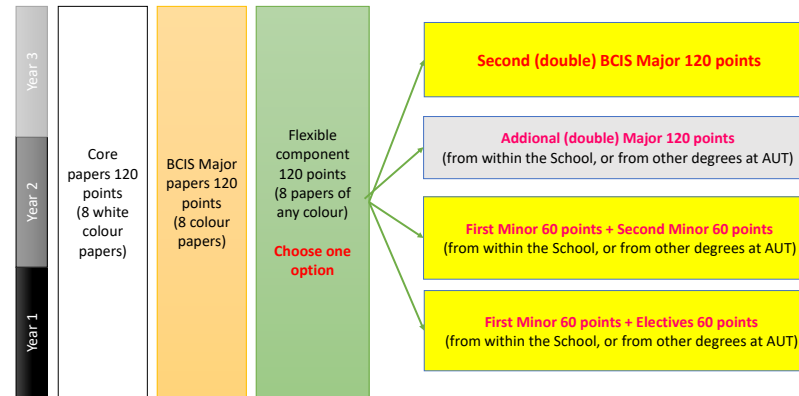 Year 3
Year 2
Year 1
Core
papers 120
points
(8 white
colour
papers)
BCIS Major
papers 120
points
(8 colour
papers)
Flexible
component
120 points
(8 papers of
any colour)
Choose one
option
Second (double) BCIS Major 120 points
Addional (double) Major 120 points
(from within the School, or from other degrees at AUT)
First Minor 60 points + Second Minor 60 points
(from within the School, or from other degrees at AUT)
First Minor 60 points + Electives 60 points
(from within the School, or from other degrees at AUT)